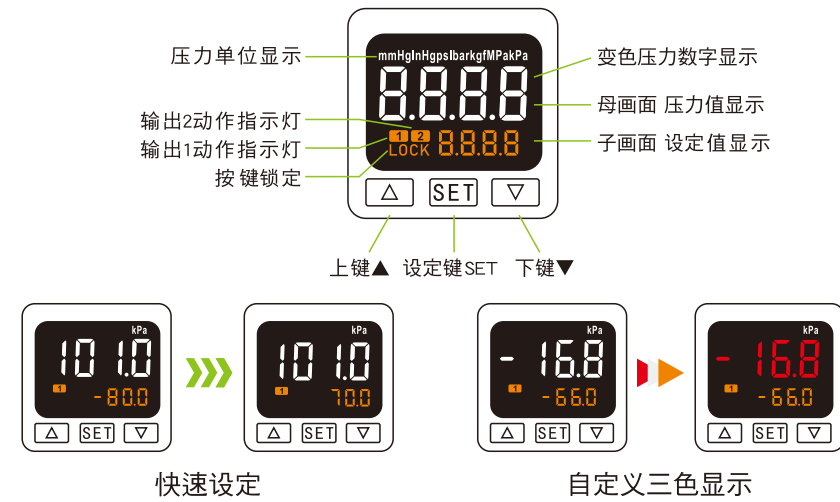 压力单位显示
mmHgInHgpsibarkgfMPakPa
变色压力数字显示
8.8.8.8
母画面 压力值显示
输出2动作指示灯
1 2 8.8.8.8
子画面 设定值显示
输出1动作指示灯
LOCK
按键锁定
△ SET ▽
上键▲ 设定键SET 下键▼
kPa
101.0
1
-80.0
△ SET ▽
kPa
101.0
1
70.0
△ SET ▽
kPa
-16.8
1
-66.0
△ SET ▽
kPa
-16.8
1
-66.0
△ SET ▽
快速设定
自定义三色显示